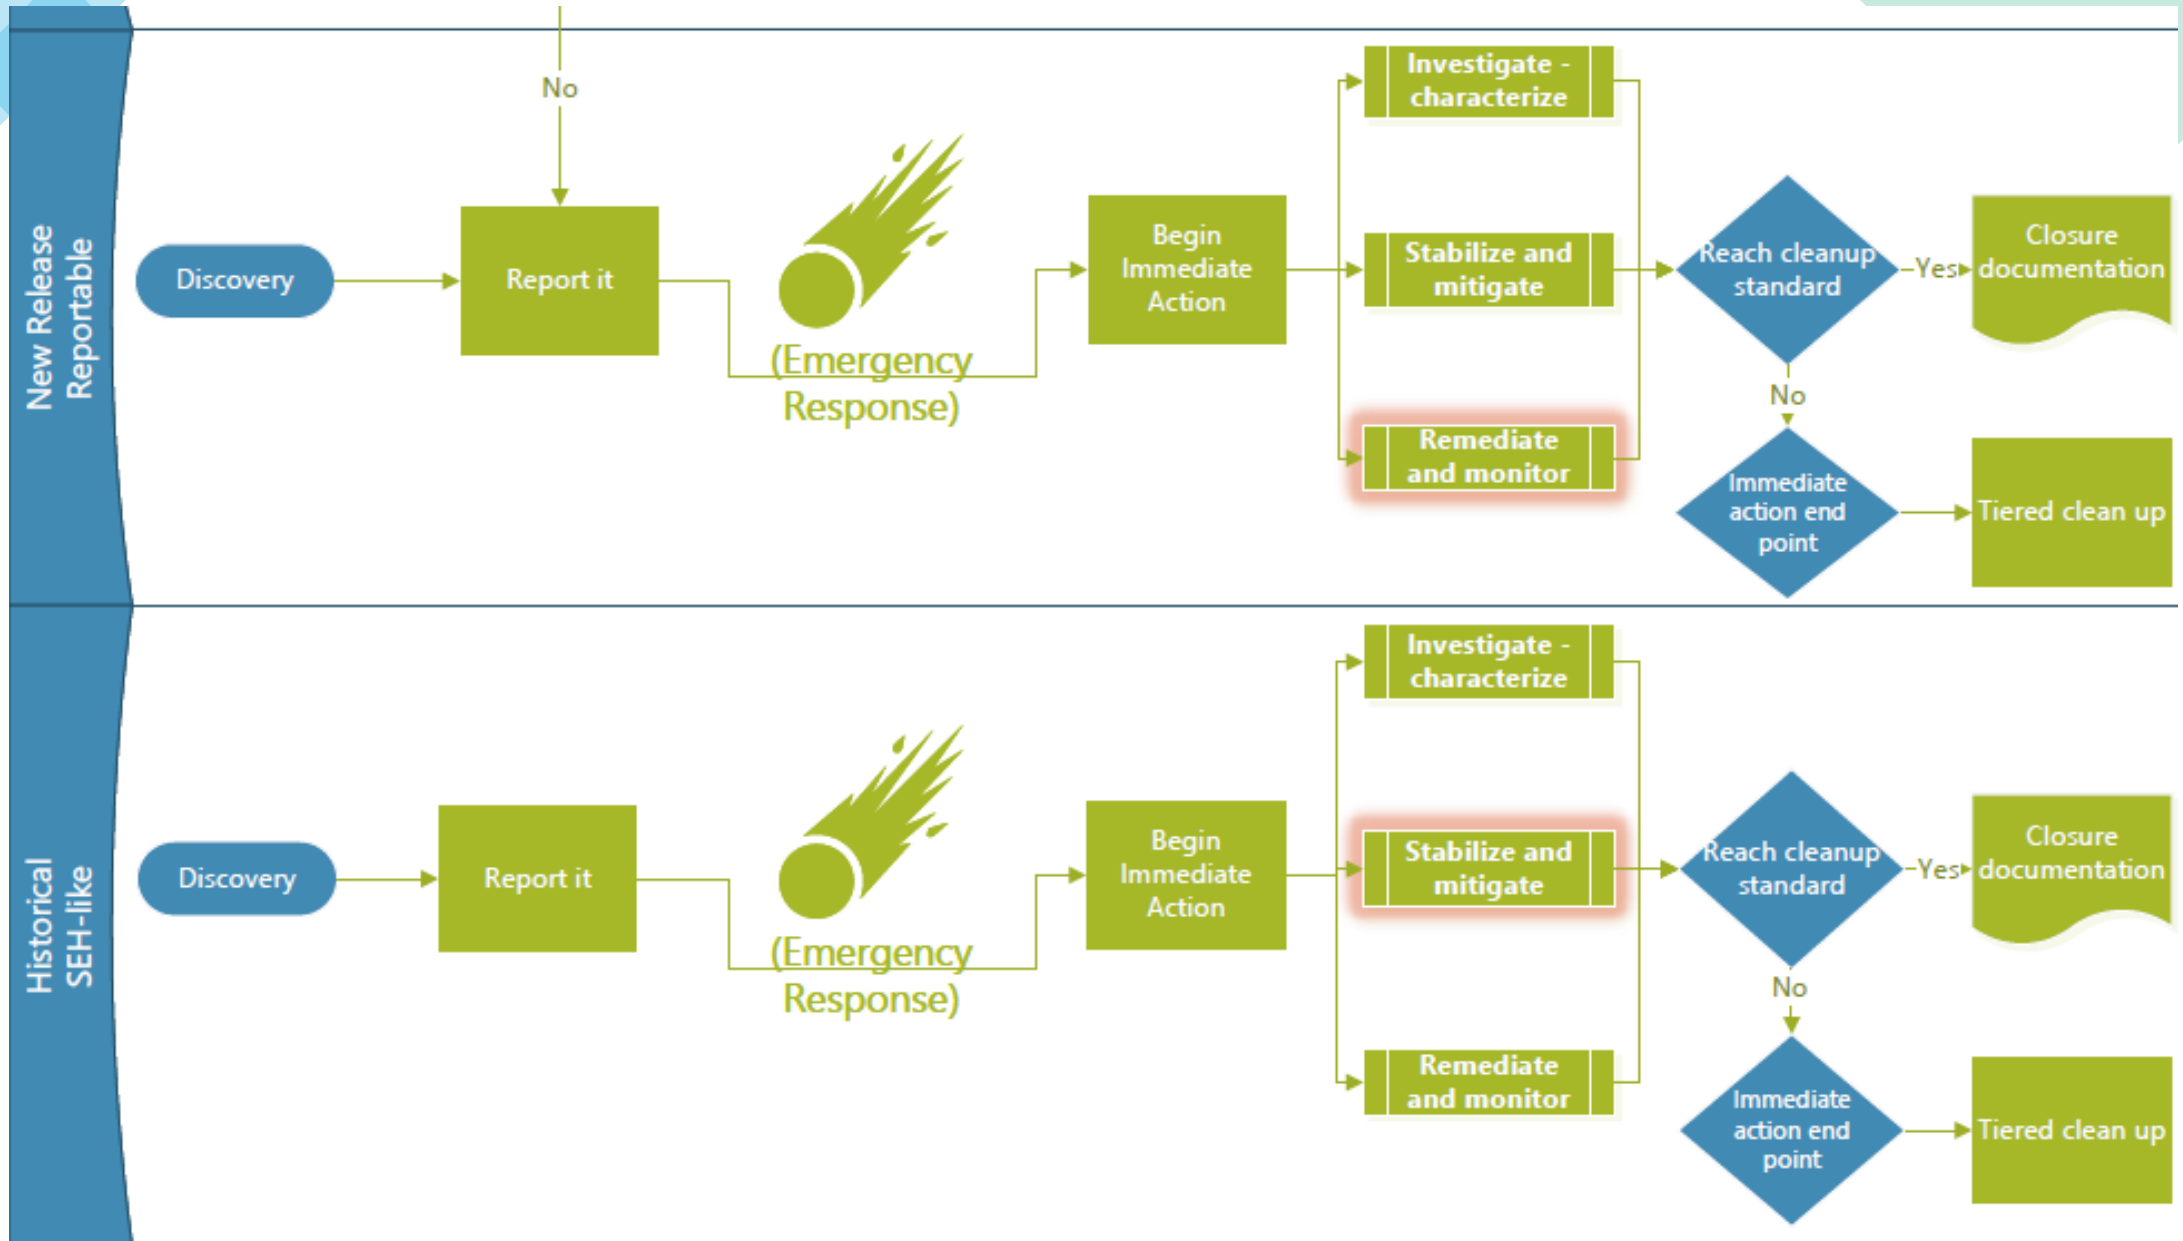 New Release
Reportable
No
Discovery
Report it
(Emergency
Response)
Begin
Immediate
Action
Investigate -
characterize
Stabilize and
mitigate
Remediate
and monitor
Reach cleanup
standard
Yes
Closure
documentation
No
Immediate
action end
point
Tiered clean up
Historical
SEH-like
Discovery
Report it
(Emergency
Response)
Begin
Immediate
Action
Investigate -
characterize
Stabilize and
mitigate
Remediate
and monitor
Reach cleanup
standard
Yes
Closure
documentation
No
Immediate
action end
point
Tiered clean up